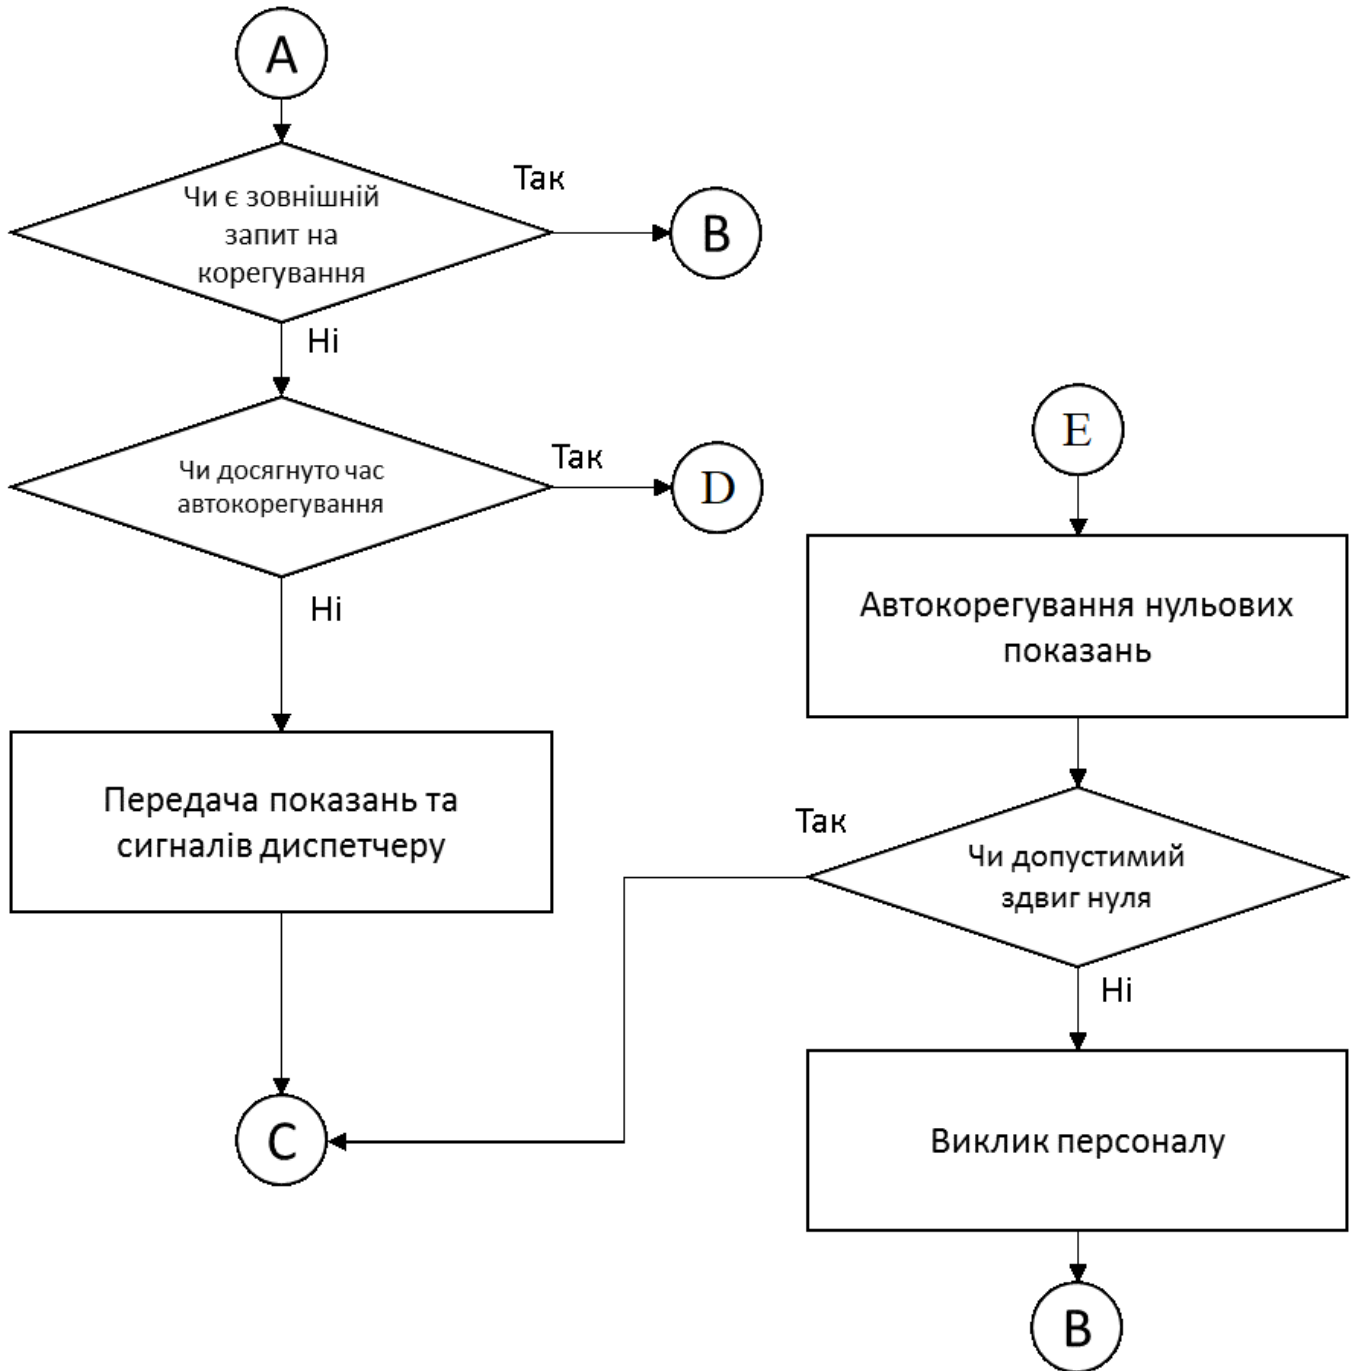 A
Чи є зовнішній
запит на
корегування
Так
B
Ні
Чи досягнуто час
автокорегування
Так
D
Ні
Передача показань та
сигналів диспетчеру
C
E
Автокорегування нульових
показань
Чи допустимий
здвиг нуля
Так
Ні
Виклик персоналу
B